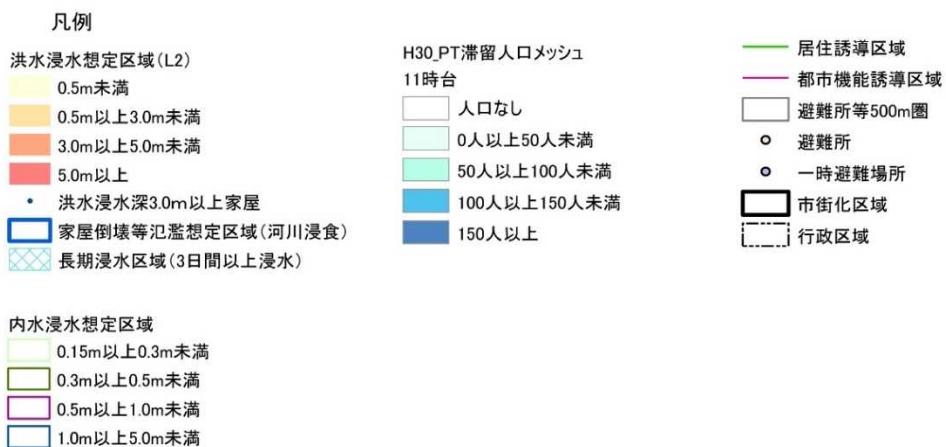 凡例
洪水浸水想定区域(L2)
0.5m未満
0.5m以上3.0m未満
3.0m以上5.0m未満
5.0m以上
洪水浸水深3.0m以上家屋
家屋倒壊等氾濫想定区域(河川浸食)
長期浸水区域(3日間以上浸水)
内水浸水想定区域
0.15m以上0.3m未満
0.3m以上0.5m未満
0.5m以上1.0m未満
1.0m以上5.0m未満
H30_PT滞留人口メッシュ
11時台
人口なし
0人以上50人未満
50人以上100人未満
100人以上150人未満
150人以上
居住誘導区域
都市機能誘導区域
避難所等500m圏
避難所
一時避難場所
市街化区域
行政区域